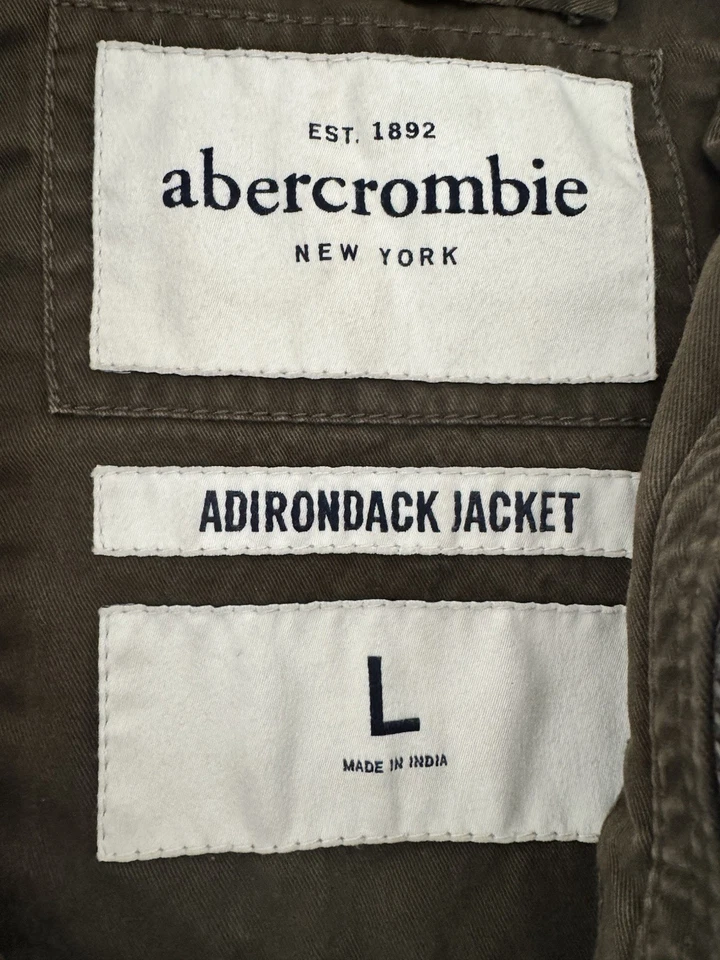 EST. 1892
abercrombie
NEW YORK
ADIRONDACK JACKET
L
MADE IN INDIA